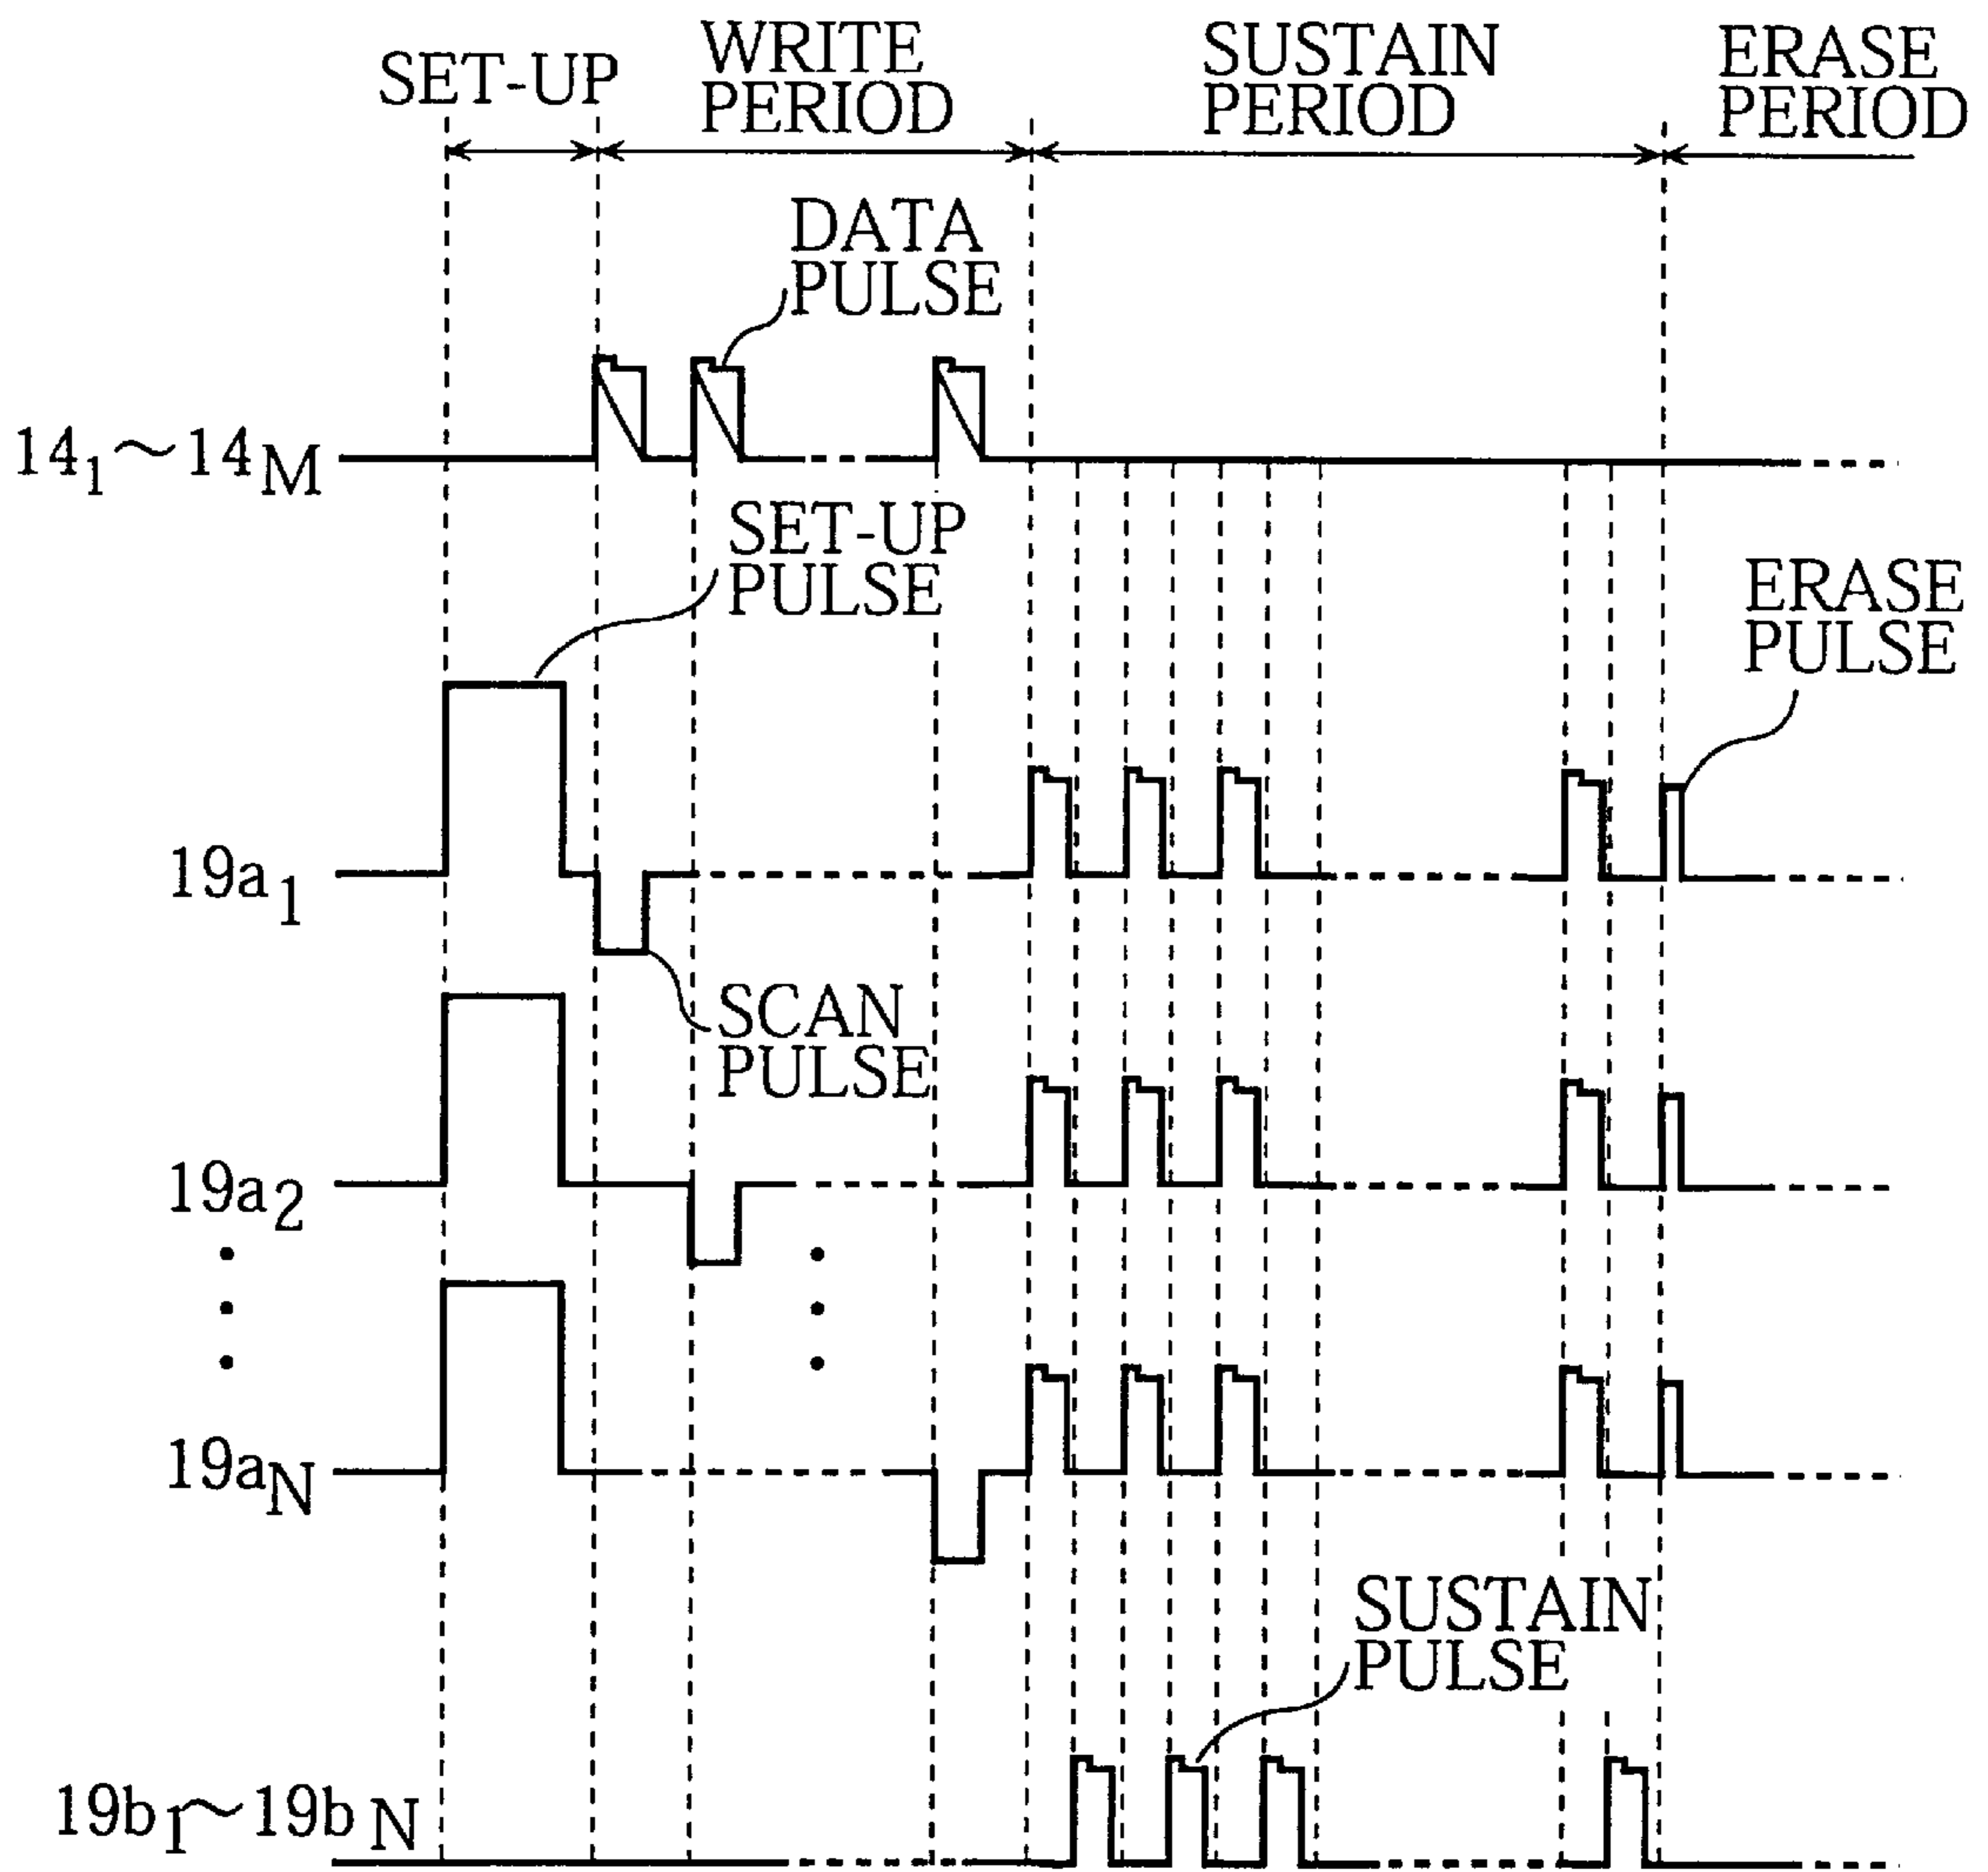 SET-UP
WRITE
PERIOD
SUSTAIN
PERIOD
ERASE
PERIOD
DATA
PULSE
14₁~14M
SET-UP
PULSE
ERASE
PULSE
19a₁
SCAN
PULSE
19a₂
19aN
SUSTAIN
PULSE
19b₁~19bN